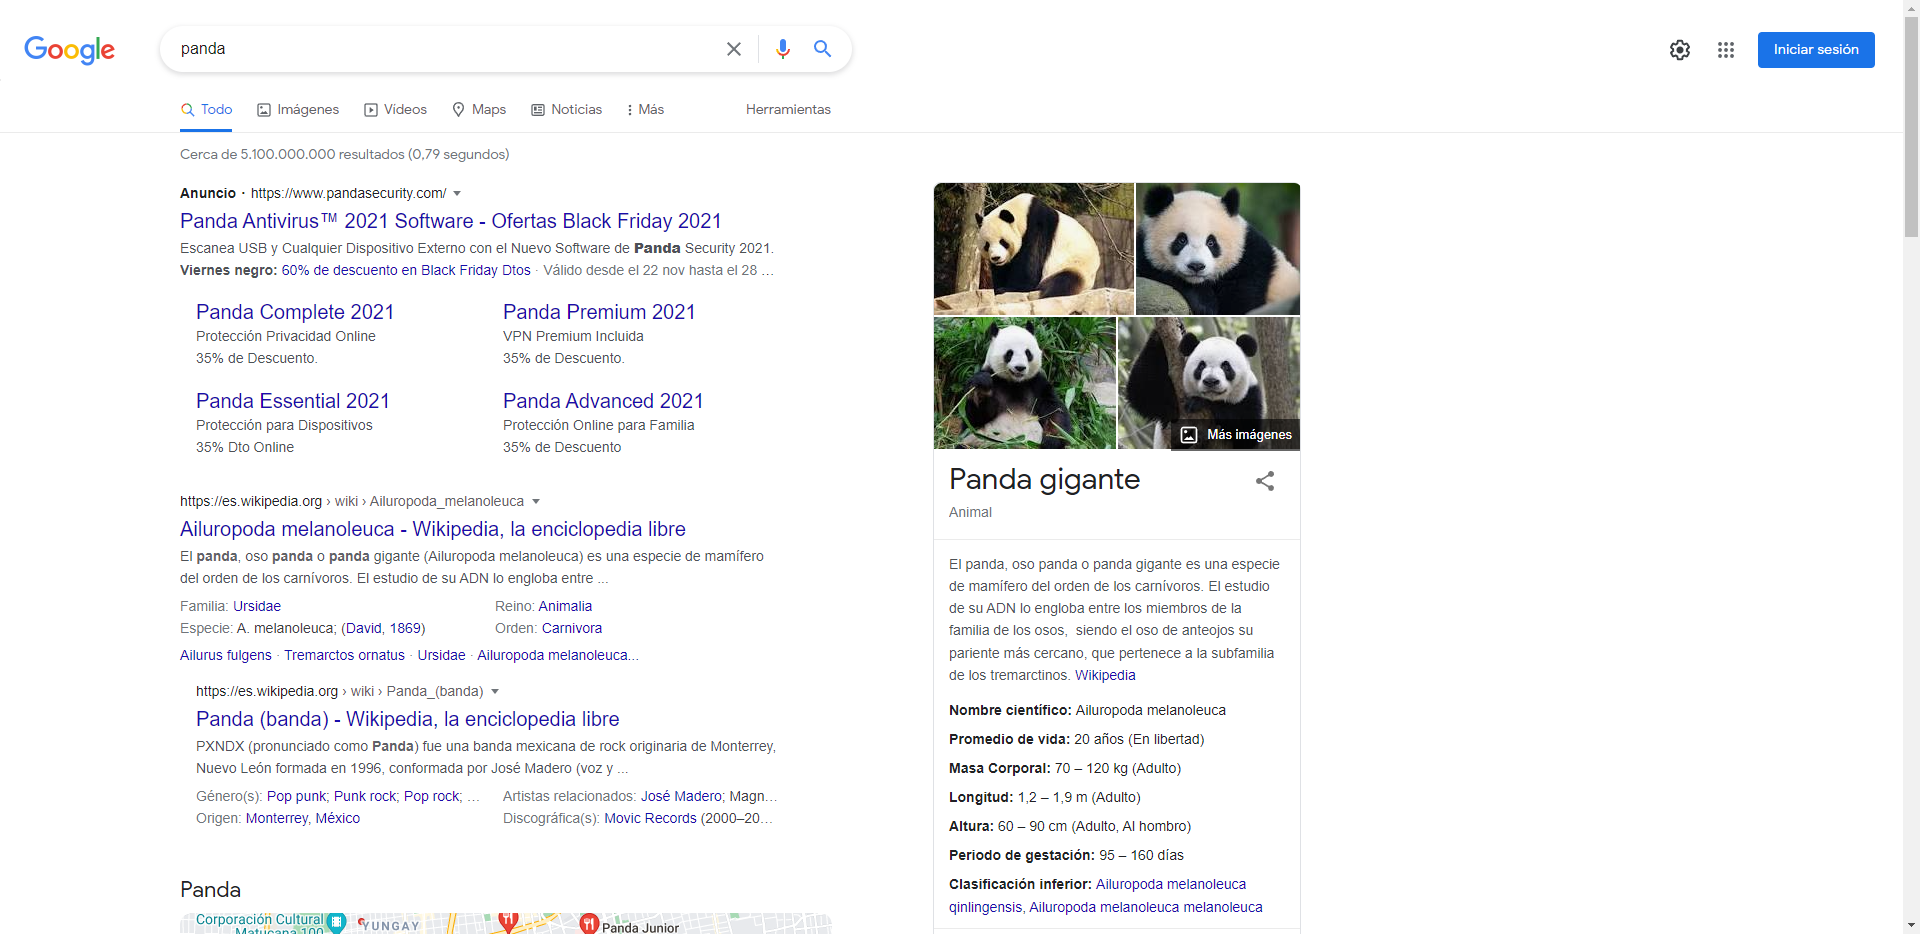 Google
panda
Iniciar sesión
Todo
Imágenes
Vídeos
Maps
Noticias
Más
Herramientas
Cerca de 5.100.000.000 resultados (0,79 segundos)
Anuncio · https://www.pandasecurity.com/
Panda Antivirus™ 2021 Software - Ofertas Black Friday 2021
Escanea USB y Cualquier Dispositivo Externo con el Nuevo Software de Panda Security 2021.
Viernes negro: 60% de descuento en Black Friday Dtos · Válido desde el 22 nov hasta el 28 ...
Panda Complete 2021
Protección Privacidad Online
35% de Descuento.
Panda Premium 2021
VPN Premium Incluida
35% de Descuento.
Panda Essential 2021
Protección para Dispositivos
35% Dto Online
Panda Advanced 2021
Protección Online para Familia
35% de Descuento
https://es.wikipedia.org › wiki › Ailuropoda_melanoleuca
Ailuropoda melanoleuca - Wikipedia, la enciclopedia libre
El panda, oso panda o panda gigante (Ailuropoda melanoleuca) es una especie de mamífero
del orden de los carnívoros. El estudio de su ADN lo engloba entre ...
Familia: Ursidae
Reino: Animalia
Especie: A. melanoleuca; (David, 1869)
Orden: Carnivora
Ailurus fulgens · Tremarctos ornatus · Ursidae · Ailuropoda melanoleuca...
https://es.wikipedia.org › wiki › Panda_(banda)
Panda (banda) - Wikipedia, la enciclopedia libre
PXNDX (pronunciado como Panda) fue una banda mexicana de rock originaria de Monterrey,
Nuevo León formada en 1996, conformada por José Madero (voz y ...
Género(s): Pop punk; Punk rock; Pop rock; ...
Artistas relacionados: José Madero; Magn...
Origen: Monterrey, México
Discográfica(s): Movic Records (2000–20...
Panda
Corporación Cultural
Matucana 100
YUNGAY
Panda Junior
Más imágenes
Panda gigante
Animal
El panda, oso panda o panda gigante es una especie
de mamífero del orden de los carnívoros. El estudio
de su ADN lo engloba entre los miembros de la
familia de los osos, siendo el oso de anteojos su
pariente más cercano, que pertenece a la subfamilia
de los tremarctinos. Wikipedia
Nombre científico: Ailuropoda melanoleuca
Promedio de vida: 20 años (En libertad)
Masa Corporal: 70 – 120 kg (Adulto)
Longitud: 1,2 – 1,9 m (Adulto)
Altura: 60 – 90 cm (Adulto, Al hombro)
Periodo de gestación: 95 – 160 días
Clasificación inferior: Ailuropoda melanoleuca
qinlingensis, Ailuropoda melanoleuca melanoleuca